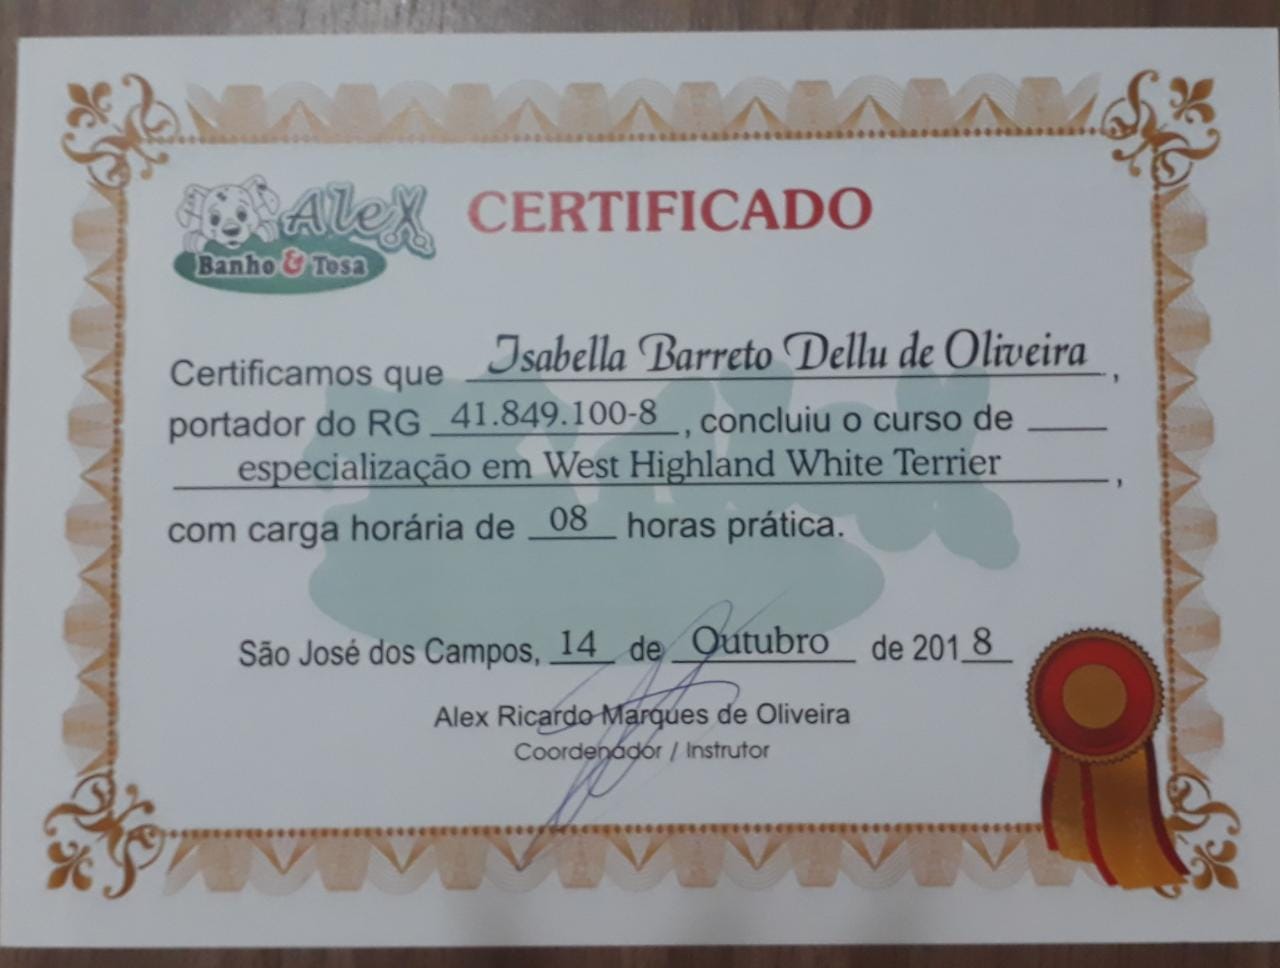 Alex
Banho & Tosa
CERTIFICADO
Certificamos que Isabella Barreto Dellu de Oliveira,
portador do RG 41.849.100-8, concluiu o curso de
especialização em West Highland White Terrier,
com carga horária de 08 horas prática.
São José dos Campos, 14 de Outubro de 2018
Alex Ricardo Marques de Oliveira
Coordenador / Instrutor